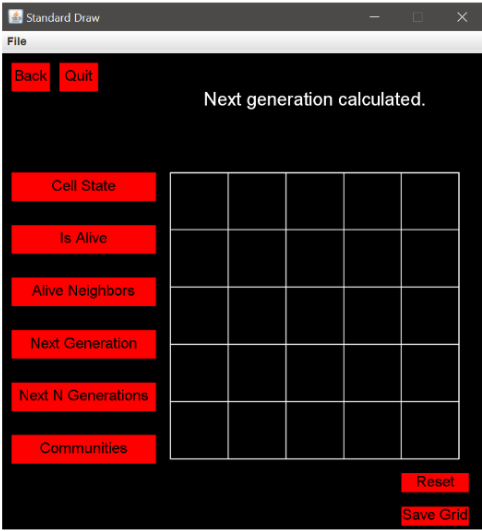 Standard Draw
File
Back Quit
Next generation calculated.
Cell State
Is Alive
Alive Neighbors
Next Generation
Next N Generations
Communities
Reset
Save Grid